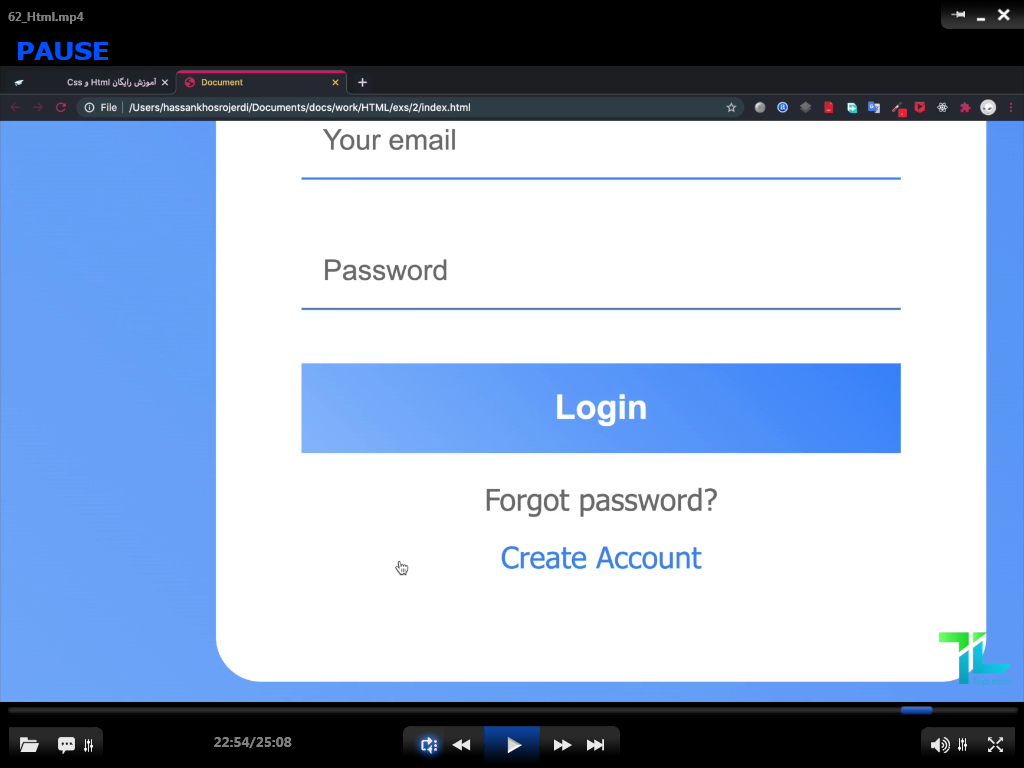 62_Html.mp4
PAUSE
آموزش رایگان Html و Css
Document
File
/Users/hassankhosrojerdi/Documents/docs/work/HTML/exs/2/index.html
Your email
Password
Login
Forgot password?
Create Account
TL
22:54/25:08